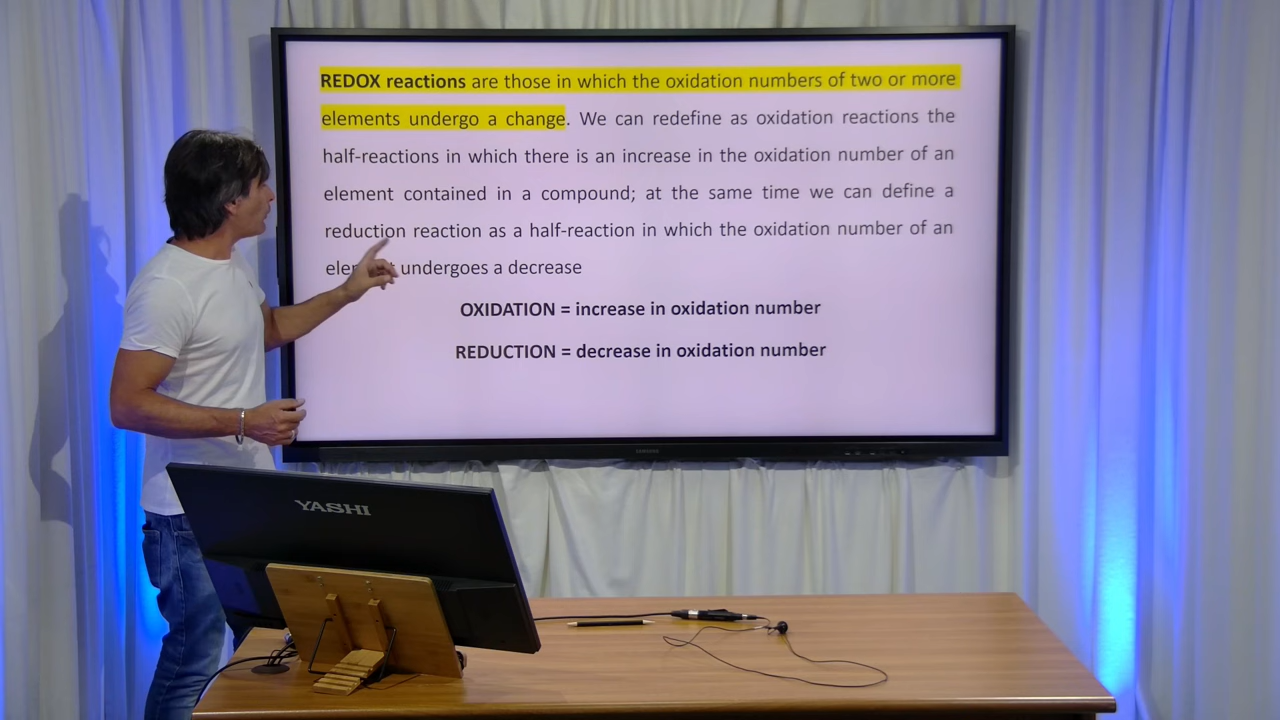 REDOX reactions are those in which the oxidation numbers of two or more
elements undergo a change. We can redefine as oxidation reactions the
half-reactions in which there is an increase in the oxidation number of an
element contained in a compound; at the same time we can define a
reduction reaction as a half-reaction in which the oxidation number of an
undergoes a decrease
OXIDATION = increase in oxidation number
REDUCTION = decrease in oxidation number
SAMSUNG
YASHI